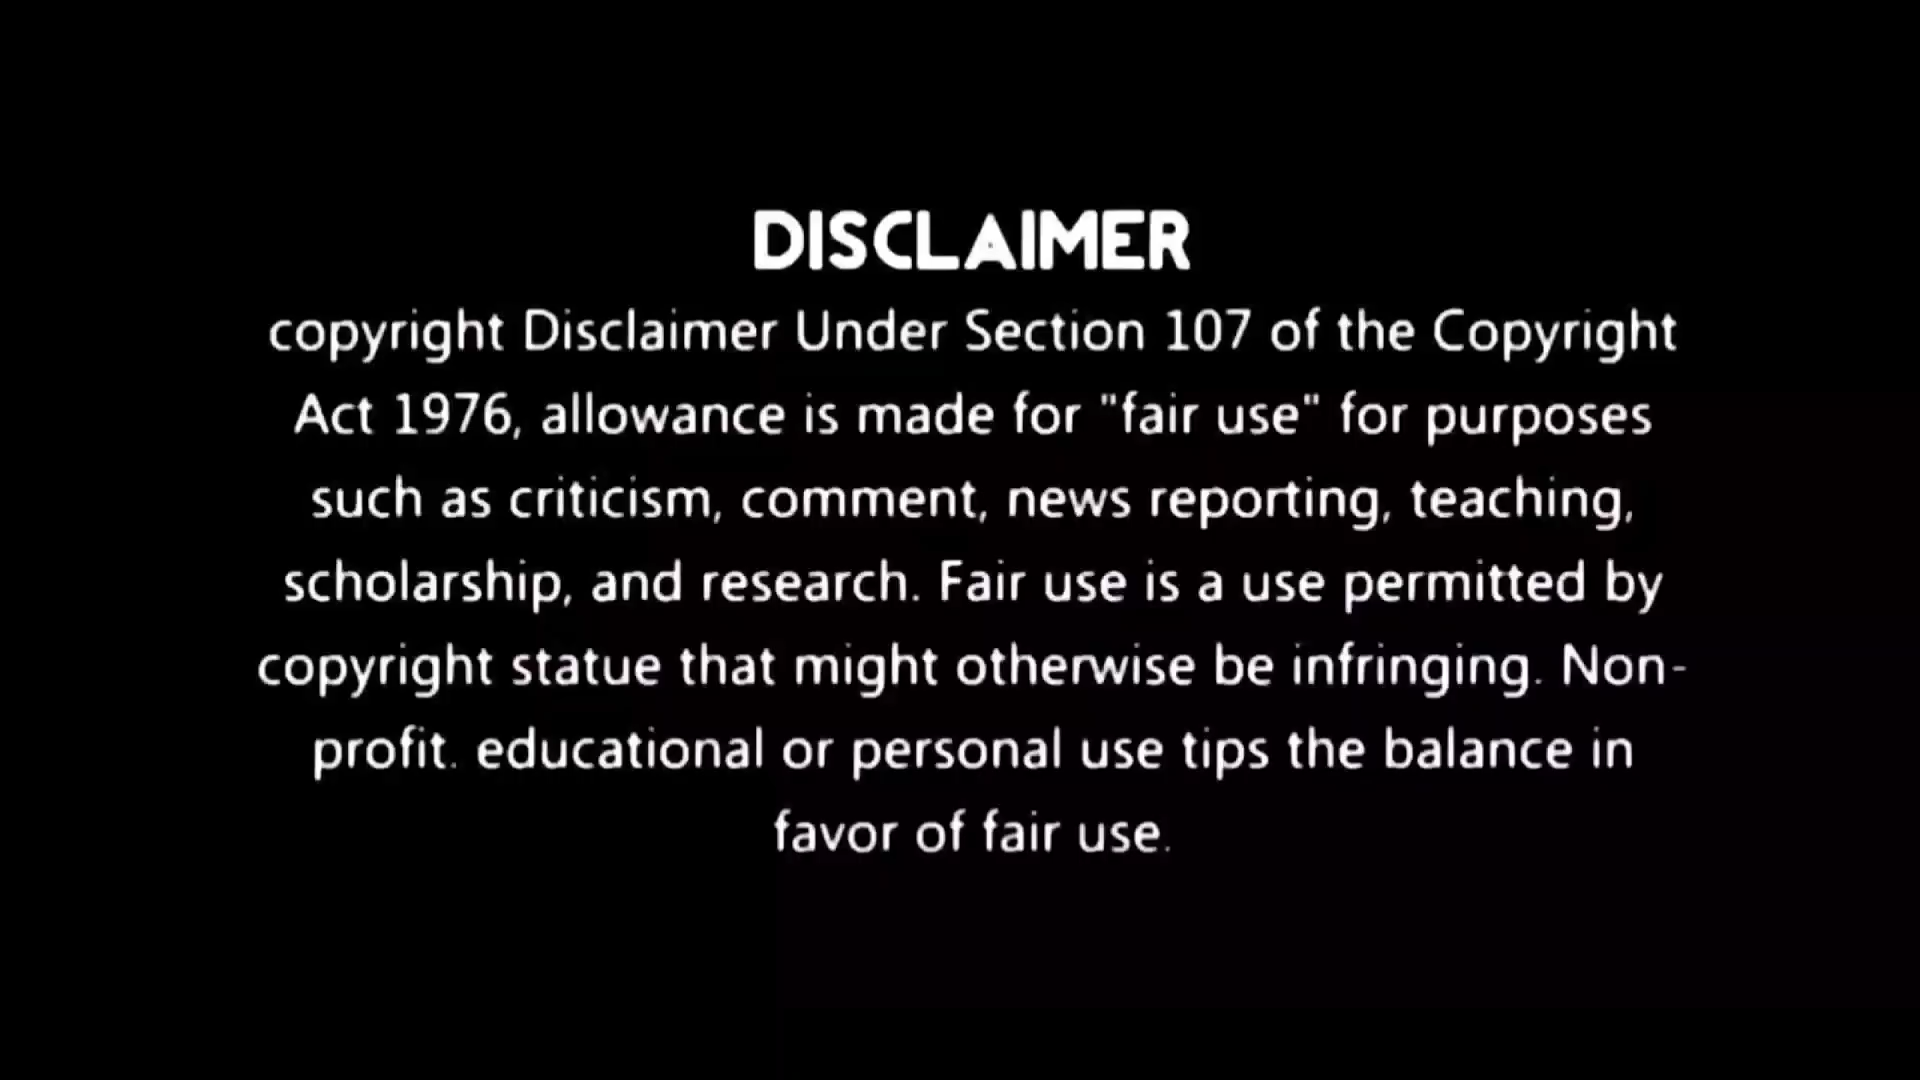 DISCLAIMER
copyright Disclaimer Under Section 107 of the Copyright
Act 1976, allowance is made for "fair use" for purposes
such as criticism, comment, news reporting, teaching,
scholarship, and research. Fair use is a use permitted by
copyright statue that might otherwise be infringing. Non-
profit. educational or personal use tips the balance in
favor of fair use.